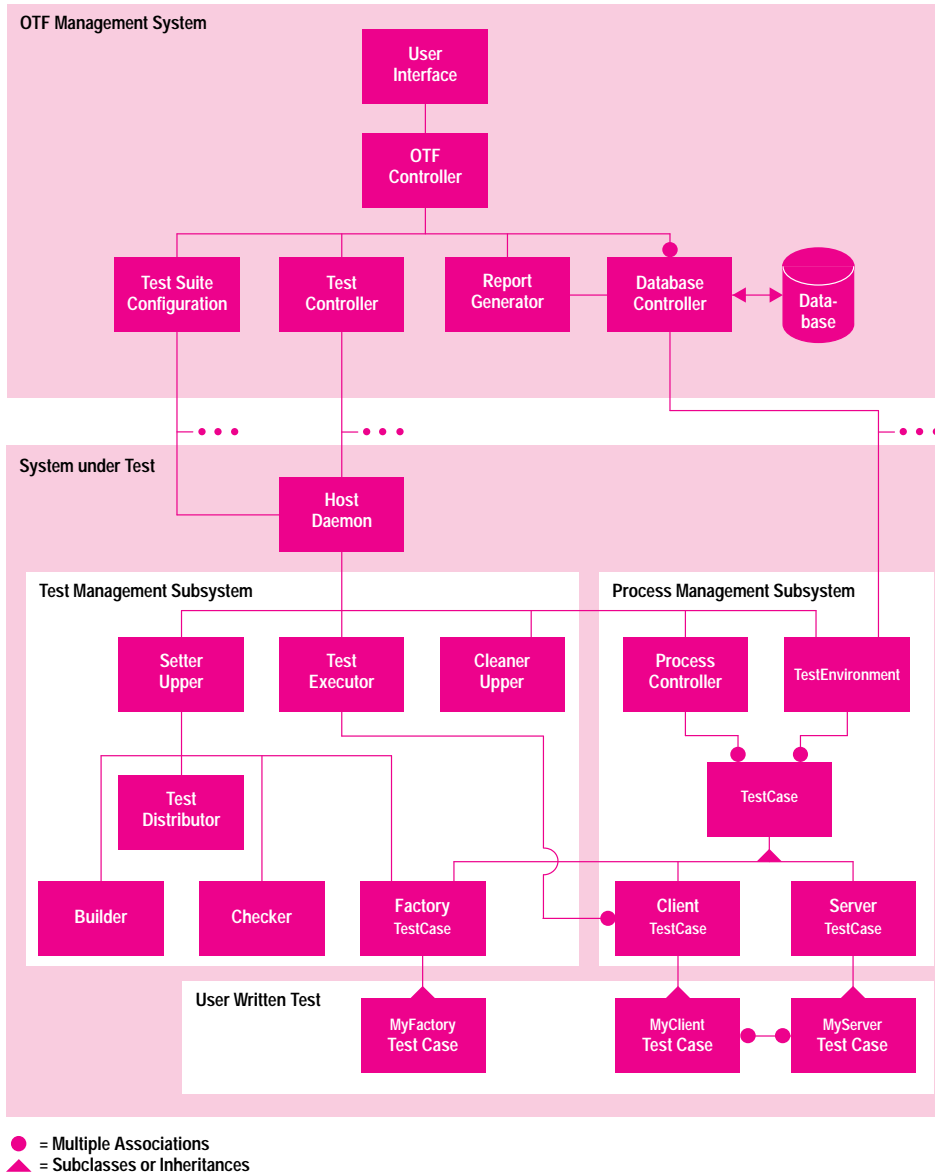 OTF Management System
User
Interface
OTF
Controller
Test Suite
Configuration
Test
Controller
Report
Generator
Database
Controller
Data-
base
System under Test
Host
Daemon
Test Management Subsystem
Process Management Subsystem
Setter
Upper
Test
Executor
Cleaner
Upper
Process
Controller
TestEnvironment
Test
Distributor
TestCase
Builder
Checker
Factory
TestCase
Client
TestCase
Server
TestCase
User Written Test
MyFactory
Test Case
MyClient
Test Case
MyServer
Test Case
= Multiple Associations
= Subclasses or Inheritances